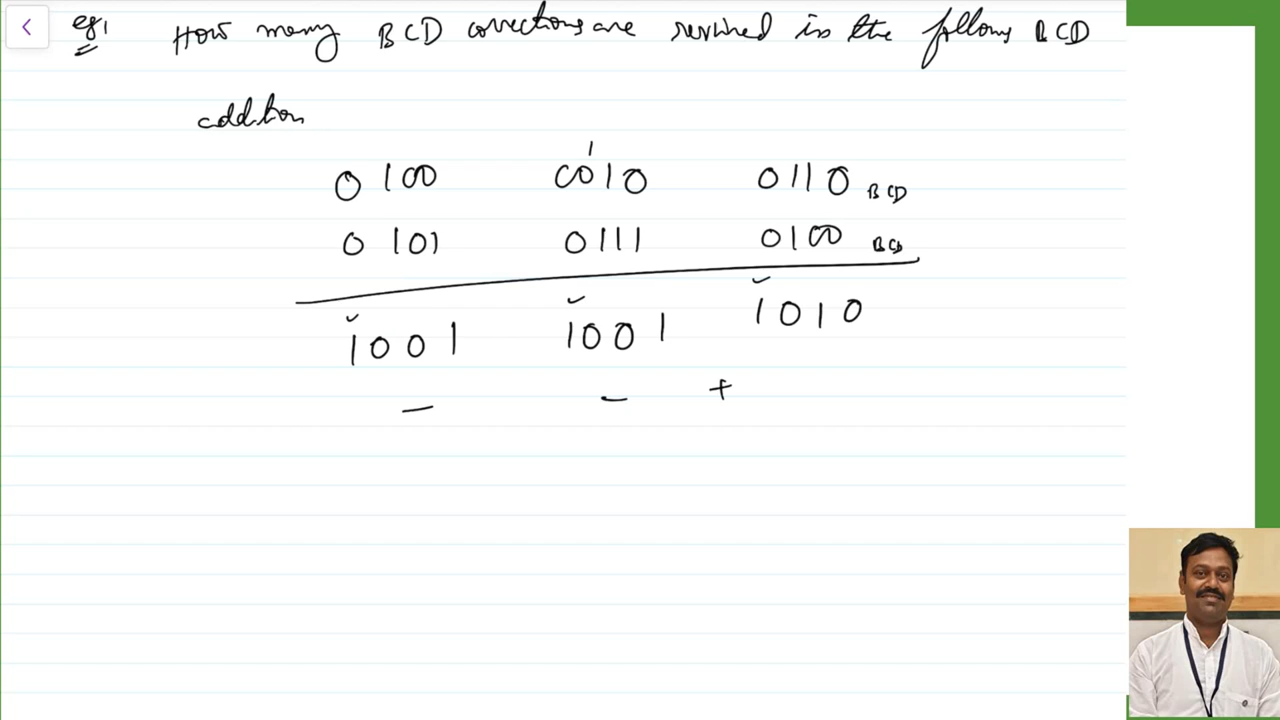 eg1 How many BCD corrections are required in the follows BCD
addition
1
0100 0010 0110 BCD
0101 0111 0100 BCD
1001 1001 1010
— — +